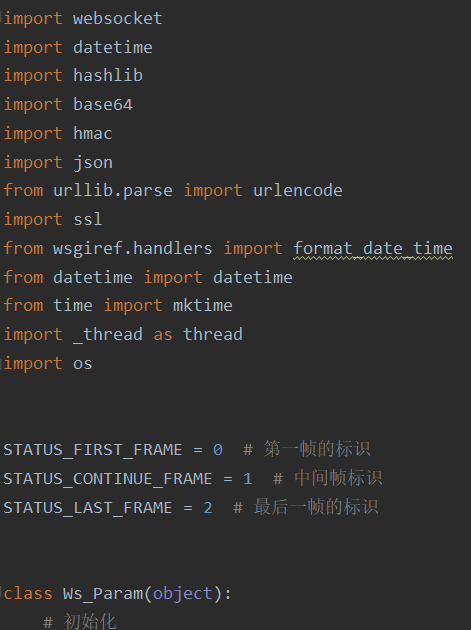 import websocket
import datetime
import hashlib
import base64
import hmac
import json
from urllib.parse import urlencode
import ssl
from wsgiref.handlers import format_date_time
from datetime import datetime
from time import mktime
import _thread as thread
import os
STATUS_FIRST_FRAME = 0  # 第一帧的标识
STATUS_CONTINUE_FRAME = 1  # 中间帧标识
STATUS_LAST_FRAME = 2  # 最后一帧的标识
class Ws_Param(object):
    # 初始化